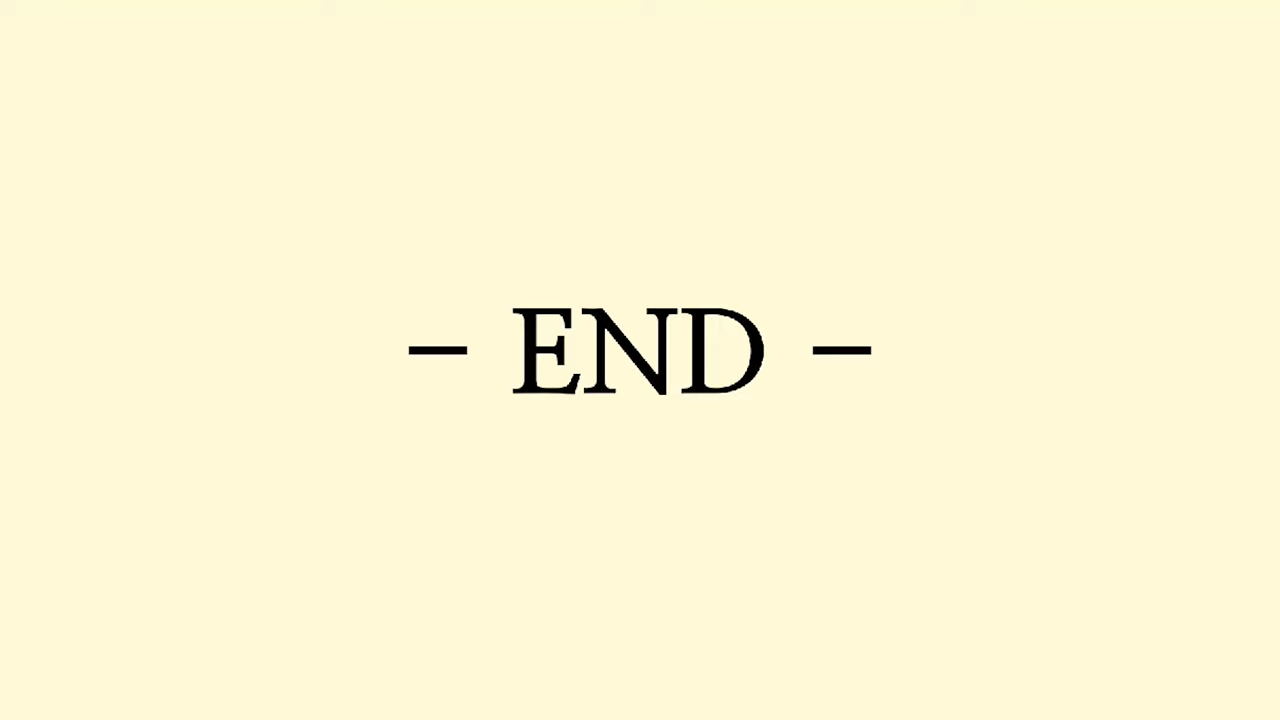 – END –